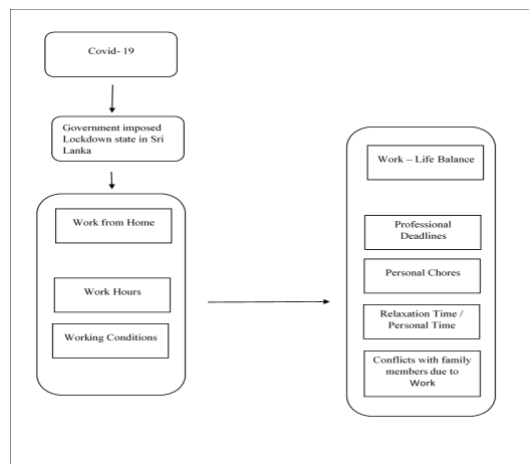 Covid- 19
Government imposed
Lockdown state in Sri
Lanka
Work from Home
Work Hours
Working Conditions
Work – Life Balance
Professional
Deadlines
Personal Chores
Relaxation Time /
Personal Time
Conflicts with family
members due to
Work